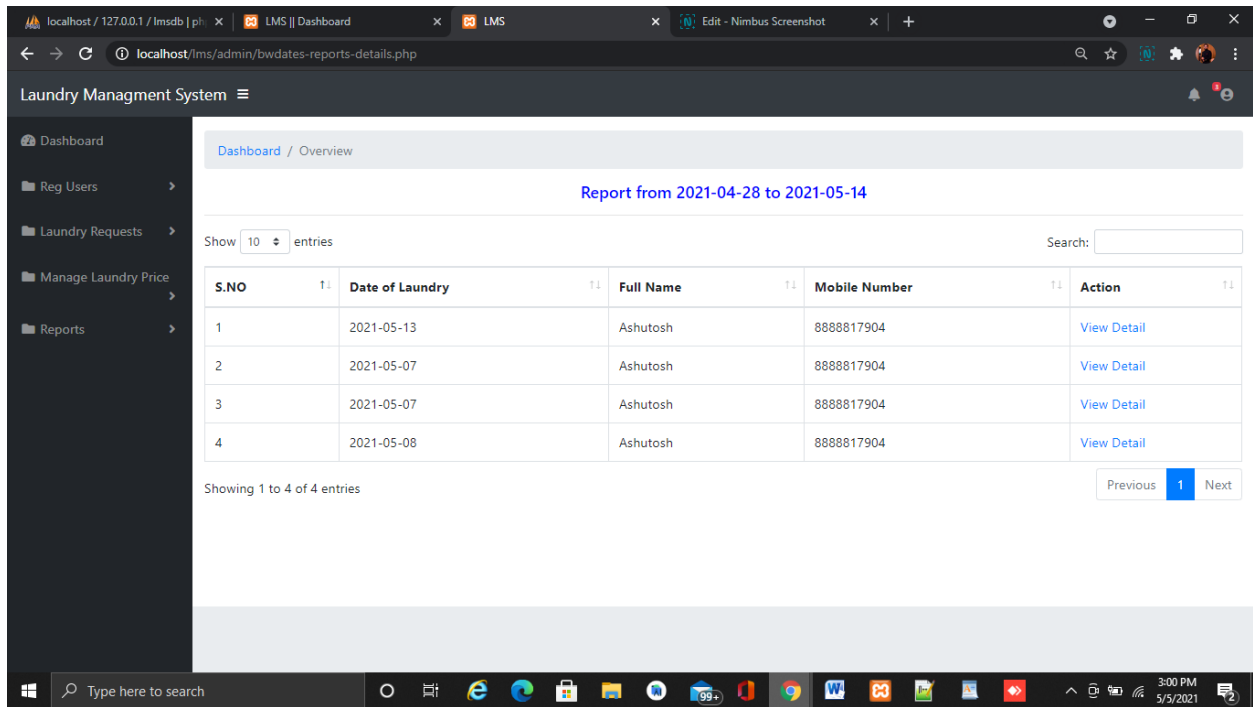 localhost / 127.0.0.1 / lmsdb | ph
LMS || Dashboard
LMS
Edit - Nimbus Screenshot
localhost/lms/admin/bwdates-reports-details.php
Laundry Managment System
3
Dashboard
Reg Users
Laundry Requests
Manage Laundry Price
Reports
Dashboard / Overview
Report from 2021-04-28 to 2021-05-14
Show 10 entries
Search:
S.NO Date of Laundry Full Name Mobile Number Action
1 2021-05-13 Ashutosh 8888817904 View Detail
2 2021-05-07 Ashutosh 8888817904 View Detail
3 2021-05-07 Ashutosh 8888817904 View Detail
4 2021-05-08 Ashutosh 8888817904 View Detail
Showing 1 to 4 of 4 entries
Previous 1 Next
Type here to search
99+
3:00 PM
5/5/2021
2